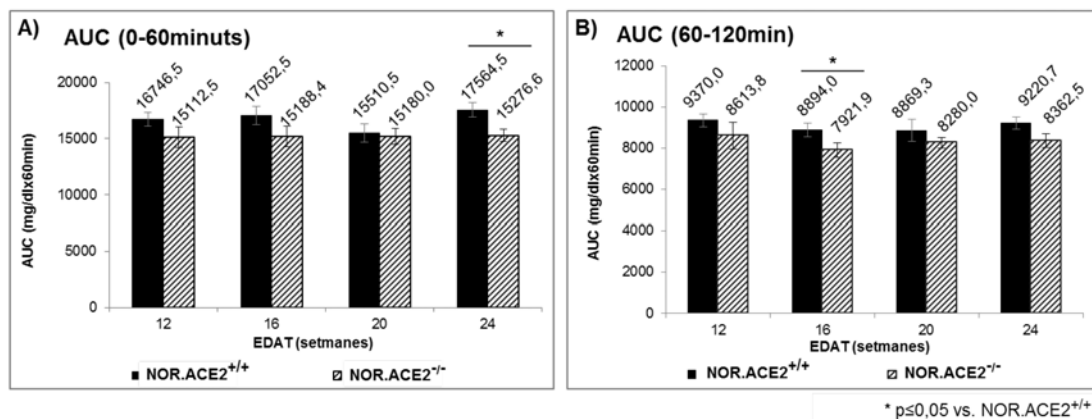 A) AUC (0-60minuts)
*
16746,5 15112,5 17052,5 15188,4 15510,5 15180,0 17564,5 15276,6
AUC (mg/dlx60min)
20000
15000
10000
5000
0
12 16 20 24
EDAT (setmanes)
NOR.ACE2+/+ NOR.ACE2-/-
B) AUC (60-120min)
*
9370,0 8613,8 8894,0 7921,9 8869,3 8280,0 9220,7 8362,5
AUC (mg/dlx60min)
12000
10000
8000
6000
4000
2000
0
12 16 20 24
EDAT (setmanes)
NOR.ACE2+/+ NOR.ACE2-/-
* p≤0,05 vs. NOR.ACE2+/+